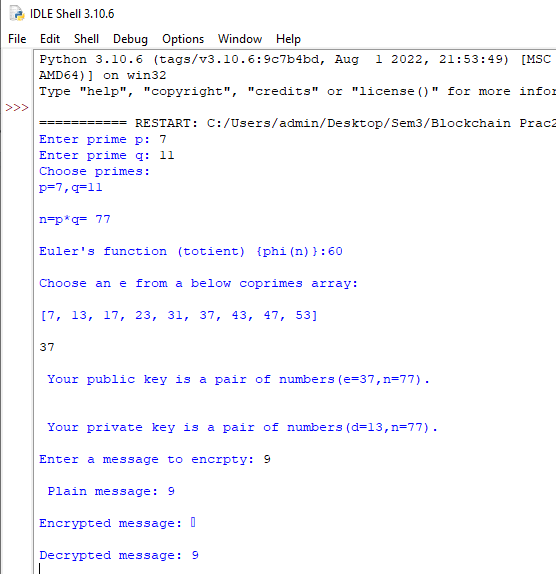 IDLE Shell 3.10.6
File Edit Shell Debug Options Window Help
Python 3.10.6 (tags/v3.10.6:9c7b4bd, Aug  1 2022, 21:53:49) [MSC
AMD64)] on win32
Type "help", "copyright", "credits" or "license()" for more infor
>>>
=========== RESTART: C:/Users/admin/Desktop/Sem3/Blockchain Prac2
Enter prime p: 7
Enter prime q: 11
Choose primes:
p=7,q=11
n=p*q= 77
Euler's function (totient) {phi(n)}:60
Choose an e from a below coprimes array:
[7, 13, 17, 23, 31, 37, 43, 47, 53]
37
Your public key is a pair of numbers(e=37,n=77).
Your private key is a pair of numbers(d=13,n=77).
Enter a message to encrpty: 9
Plain message: 9
Encrypted message:
Decrypted message: 9